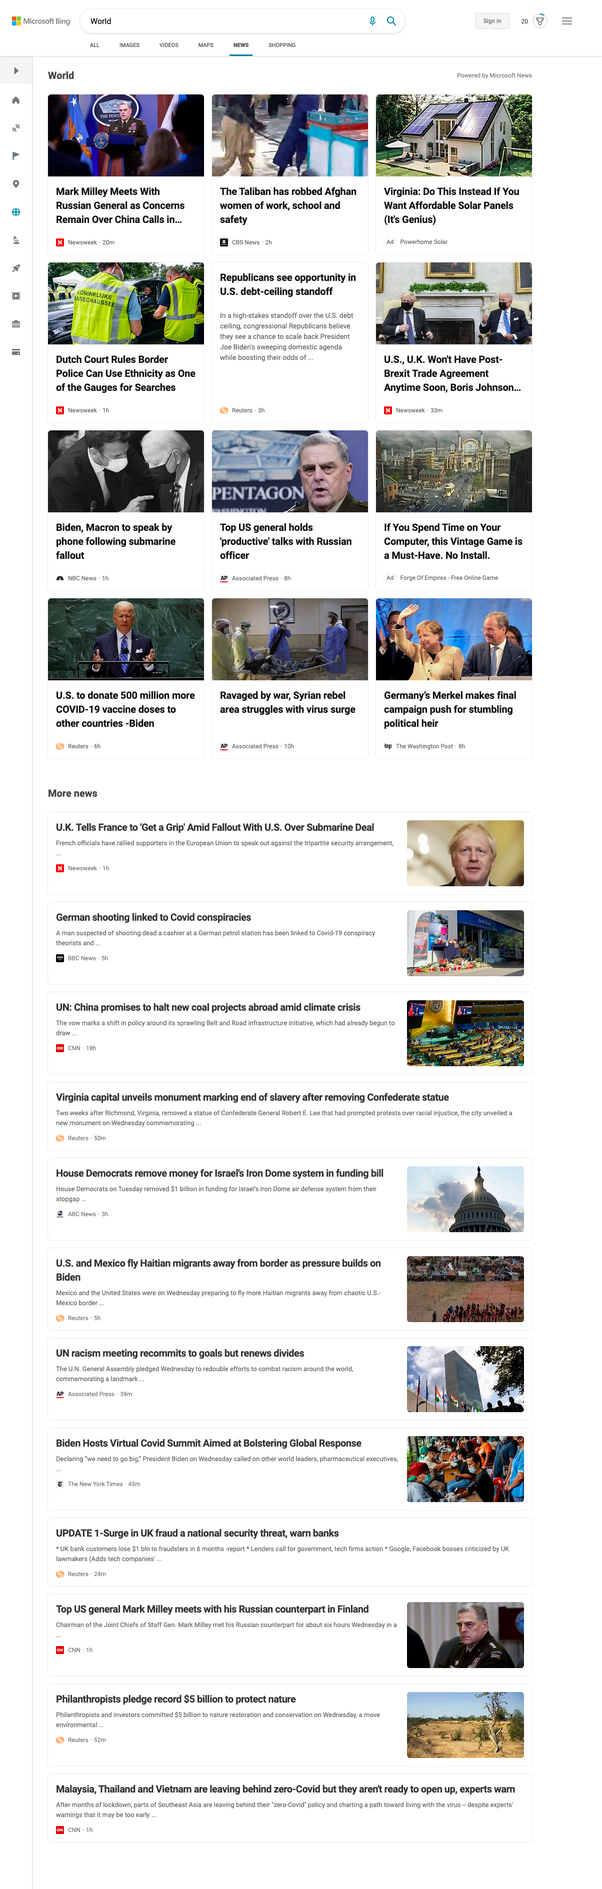 Microsoft Bing
World
Sign in
20
ALL IMAGES VIDEOS MAPS NEWS SHOPPING
World
Powered by Microsoft News
Mark Milley Meets With
Russian General as Concerns
Remain Over China Calls in...
Newsweek · 20m
The Taliban has robbed Afghan
women of work, school and
safety
CBS News · 2h
Virginia: Do This Instead If You
Want Affordable Solar Panels
(It's Genius)
Ad Powerhome Solar
KONINKLIJKE
MARECHAUSSEE
Dutch Court Rules Border
Police Can Use Ethnicity as One
of the Gauges for Searches
Newsweek · 1h
Republicans see opportunity in
U.S. debt-ceiling standoff
In a high-stakes standoff over the U.S. debt
ceiling, congressional Republicans believe
they see a chance to scale back President
Joe Biden's sweeping domestic agenda
while boosting their odds of ...
Reuters · 3h
U.S., U.K. Won't Have Post-
Brexit Trade Agreement
Anytime Soon, Boris Johnson...
Newsweek · 33m
Biden, Macron to speak by
phone following submarine
fallout
NBC News · 1h
PENTAGON
Top US general holds
'productive' talks with Russian
officer
AP Associated Press · 8h
If You Spend Time on Your
Computer, this Vintage Game is
a Must-Have. No Install.
Ad Forge Of Empires - Free Online Game
U.S. to donate 500 million more
COVID-19 vaccine doses to
other countries -Biden
Reuters · 6h
Ravaged by war, Syrian rebel
area struggles with virus surge
AP Associated Press · 10h
Germany's Merkel makes final
campaign push for stumbling
political heir
wp The Washington Post · 8h
More news
U.K. Tells France to 'Get a Grip' Amid Fallout With U.S. Over Submarine Deal
French officials have rallied supporters in the European Union to speak out against the tripartite security arrangement,
...
Newsweek · 1h
German shooting linked to Covid conspiracies
A man suspected of shooting dead a cashier at a German petrol station has been linked to Covid-19 conspiracy
theorists and ...
BBC News · 5h
UN: China promises to halt new coal projects abroad amid climate crisis
The vow marks a shift in policy around its sprawling Belt and Road infrastructure initiative, which had already begun to
draw ...
CNN · 18h
Virginia capital unveils monument marking end of slavery after removing Confederate statue
Two weeks after Richmond, Virginia, removed a statue of Confederate General Robert E. Lee that had prompted protests over racial injustice, the city unveiled a
new monument on Wednesday commemorating ...
Reuters · 50m
House Democrats remove money for Israel's Iron Dome system in funding bill
House Democrats on Tuesday removed $1 billion in funding for Israel's Iron Dome air defense system from their
stopgap ...
ABC News · 3h
U.S. and Mexico fly Haitian migrants away from border as pressure builds on
Biden
Mexico and the United States were on Wednesday preparing to fly more Haitian migrants away from chaotic U.S.-
Mexico border ...
Reuters · 5h
UN racism meeting recommits to goals but renews divides
The U.N. General Assembly pledged Wednesday to redouble efforts to combat racism around the world,
commemorating a landmark ...
AP Associated Press · 39m
Biden Hosts Virtual Covid Summit Aimed at Bolstering Global Response
Declaring "we need to go big," President Biden on Wednesday called on other world leaders, pharmaceutical executives,
...
The New York Times · 45m
UPDATE 1-Surge in UK fraud a national security threat, warn banks
* UK bank customers lose $1 bln to fraudsters in 6 months -report * Lenders call for government, tech firms action * Google, Facebook bosses criticized by UK
lawmakers (Adds tech companies' ...
Reuters · 24m
Top US general Mark Milley meets with his Russian counterpart in Finland
Chairman of the Joint Chiefs of Staff Gen. Mark Milley met his Russian counterpart for about six hours Wednesday in a
...
CNN · 1h
Philanthropists pledge record $5 billion to protect nature
Philanthropists and investors committed $5 billion to nature restoration and conservation on Wednesday, a move
environmental ...
Reuters · 52m
Malaysia, Thailand and Vietnam are leaving behind zero-Covid but they aren't ready to open up, experts warn
After months of lockdown, parts of Southeast Asia are leaving behind their "zero-Covid" policy and charting a path toward living with the virus – despite experts'
warnings that it may be too early ...
CNN · 1h